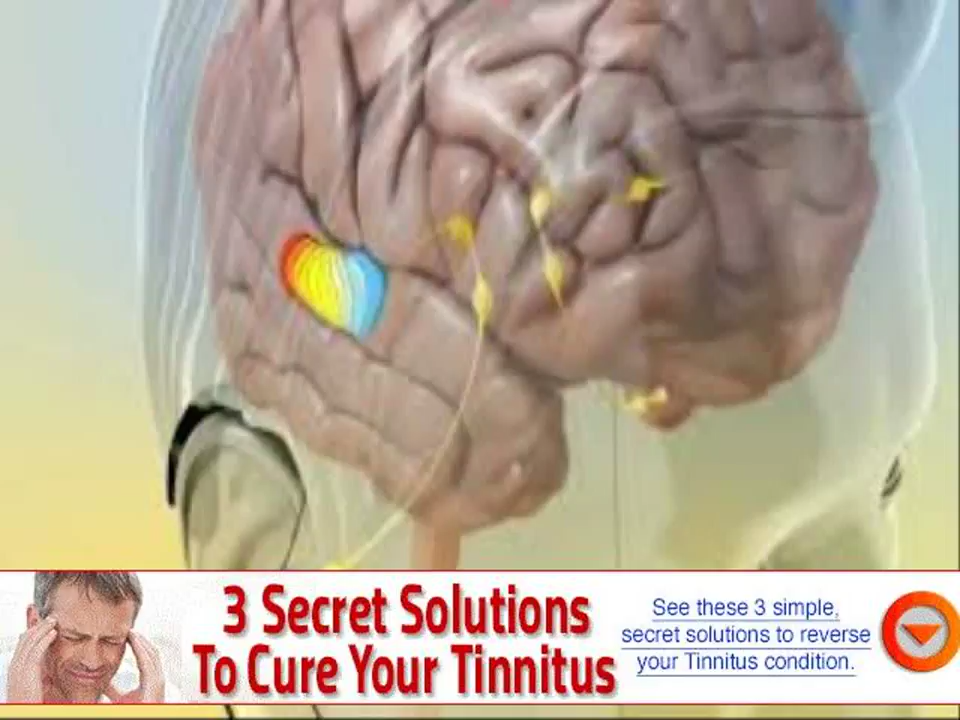 3 Secret Solutions
To Cure Your Tinnitus
See these 3 simple,
secret solutions to reverse
your Tinnitus condition.